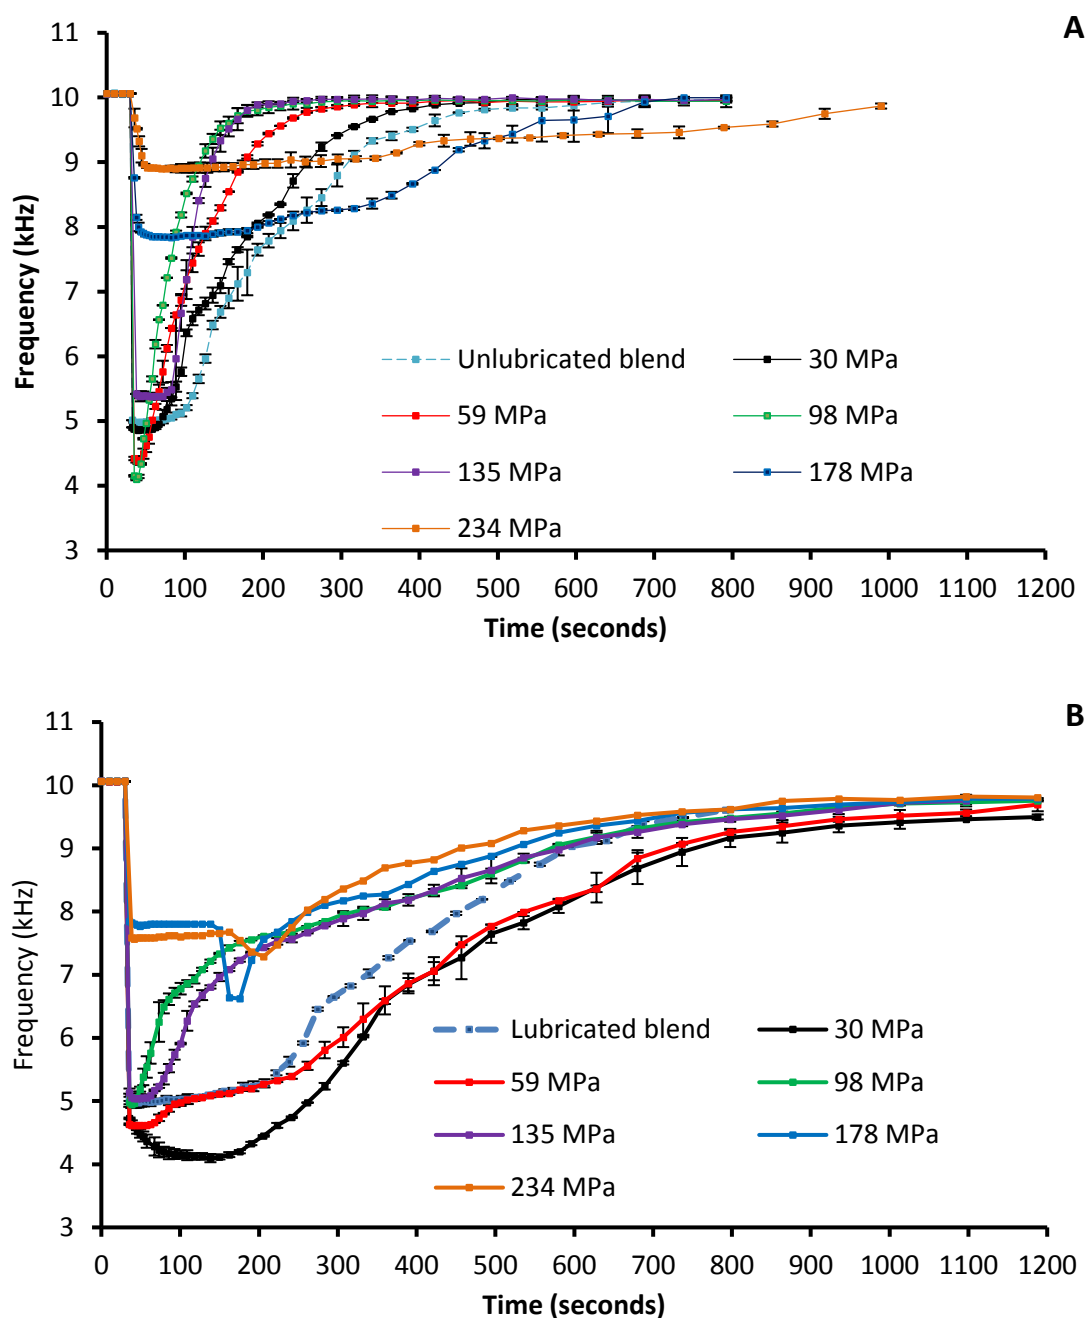 A
11
10
9
8
7
6
5
4
3
Frequency (kHz)
Unlubricated blend
30 MPa
59 MPa
98 MPa
135 MPa
178 MPa
234 MPa
0 100 200 300 400 500 600 700 800 900 1000 1100 1200
Time (seconds)
B
11
10
9
8
7
6
5
4
3
Frequency (kHz)
Lubricated blend
30 MPa
59 MPa
98 MPa
135 MPa
178 MPa
234 MPa
0 100 200 300 400 500 600 700 800 900 1000 1100 1200
Time (seconds)